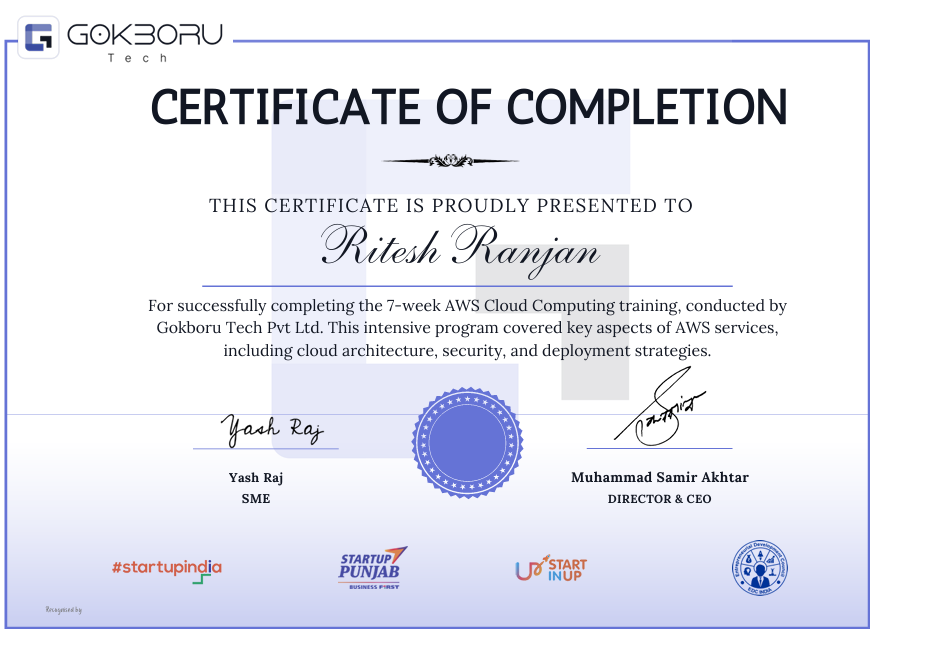 GOKBORU
Tech
CERTIFICATE OF COMPLETION
THIS CERTIFICATE IS PROUDLY PRESENTED TO
Ritesh Ranjan
For successfully completing the 7-week AWS Cloud Computing training, conducted by
Gokboru Tech Pvt Ltd. This intensive program covered key aspects of AWS services,
including cloud architecture, security, and deployment strategies.
Yash Raj
Yash Raj
SME
Muhammad Samir Akhtar
DIRECTOR & CEO
#startupindia
STARTUP
PUNJAB
BUSINESS FIRST
UP START
IN UP
Entrepreneurial Development
EDC INDIA
Recognised by